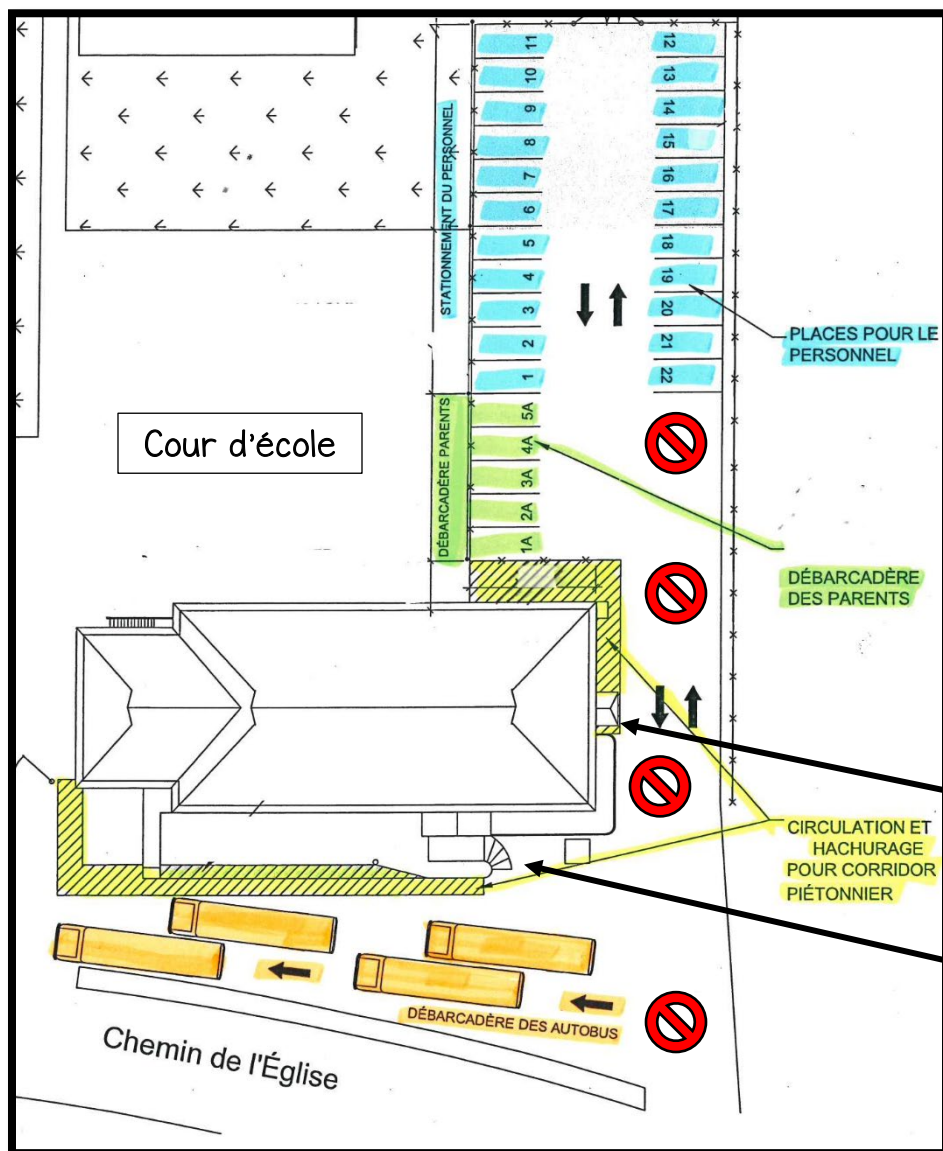 11
10
9
8
7
6
5
4
3
2
1
5A
4A
3A
2A
1A
12
13
14
15
16
17
18
19
20
21
22
STATIONNEMENT DU PERSONNEL
DÉBARCADÈRE PARENTS
PLACES POUR LE
PERSONNEL
Cour d'école
DÉBARCADÈRE
DES PARENTS
CIRCULATION ET
HACHURAGE
POUR CORRIDOR
PIÉTONNIER
DÉBARCADÈRE DES AUTOBUS
Chemin de l'Église